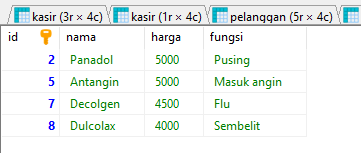 kasir (3r × 4c) kasir (1r × 4c) pelanggan (5r × 4c)
id nama harga fungsi
2 Panadol 5000 Pusing
5 Antangin 5000 Masuk angin
7 Decolgen 4500 Flu
8 Dulcolax 4000 Sembelit